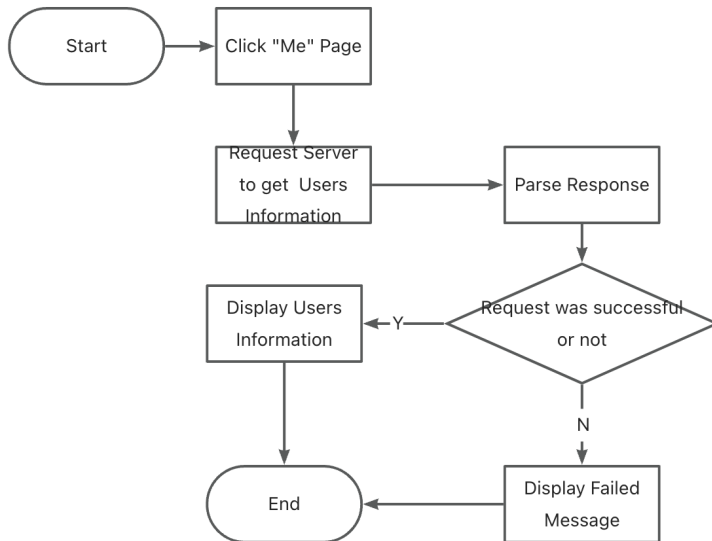 Start
Click "Me" Page
Request Server
to get  Users
Information
Parse Response
Request was successful
or not
Y
Display Users
Information
N
Display Failed
Message
End